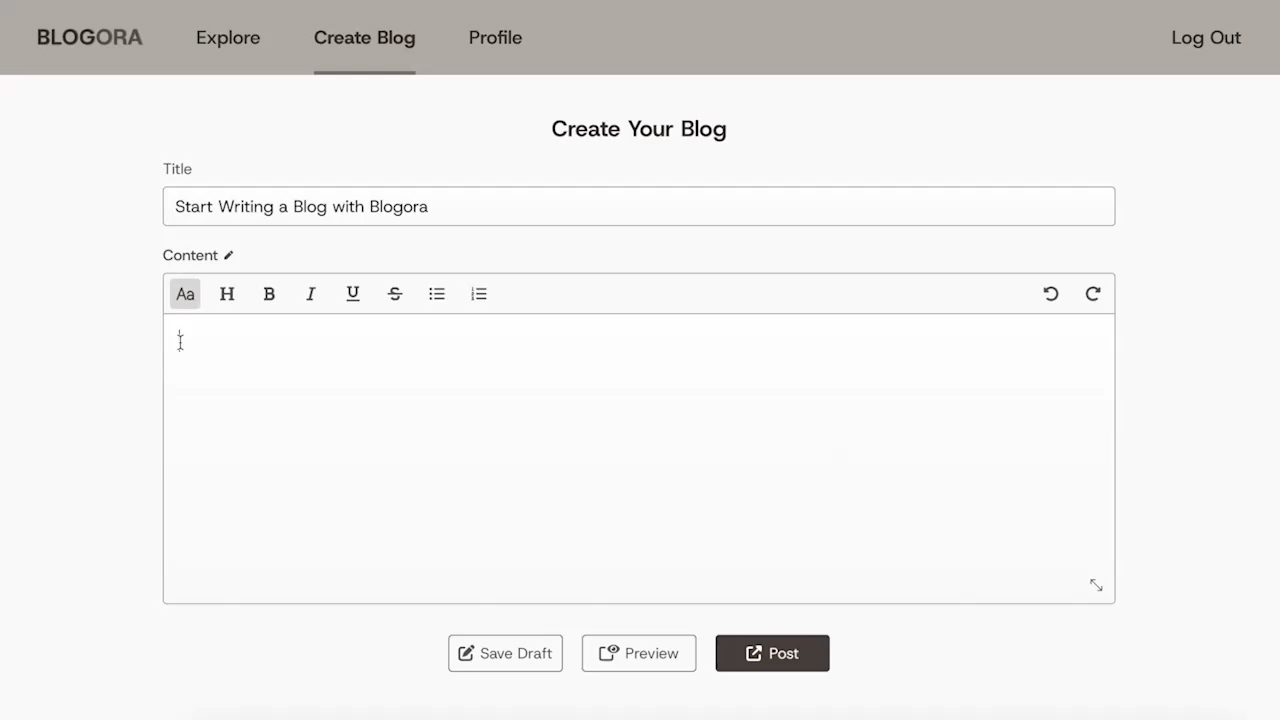 BLOGORA Explore Create Blog Profile Log Out
Create Your Blog
Title
Start Writing a Blog with Blogora
Content
Aa H B I U S
Save Draft Preview Post